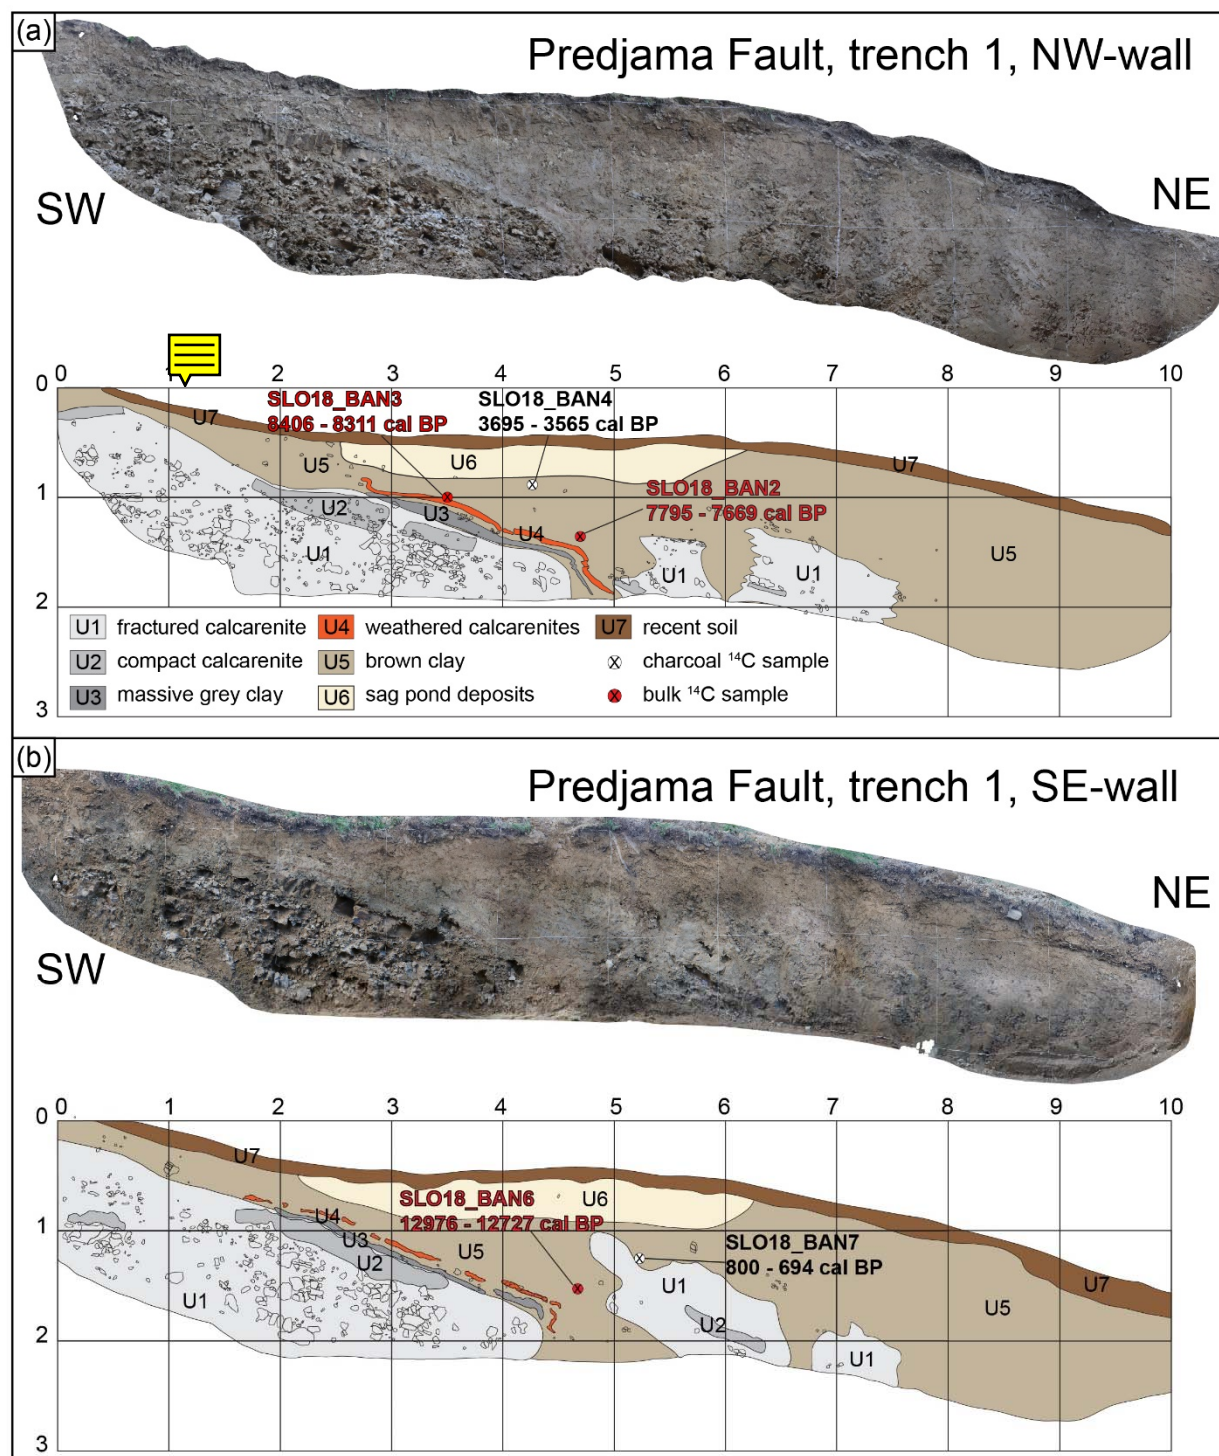 (a)
Predjama Fault, trench 1, NW-wall
SW
NE
0 1 2 3 4 5 6 7 8 9 10
0
1
2
3
SLO18_BAN3
8406 - 8311 cal BP
SLO18_BAN4
3695 - 3565 cal BP
SLO18_BAN2
7795 - 7669 cal BP
U7
U5
U6
U7
U2
U3
U4
U1
U1
U1
U5
U1 fractured calcarenite
U4 weathered calcarenites
U7 recent soil
U2 compact calcarenite
U5 brown clay
charcoal ¹⁴C sample
U3 massive grey clay
U6 sag pond deposits
bulk ¹⁴C sample
(b)
Predjama Fault, trench 1, SE-wall
SW
NE
0 1 2 3 4 5 6 7 8 9 10
0
1
2
3
U7
U6
SLO18_BAN6
12976 - 12727 cal BP
U4
U3
U2
U5
SLO18_BAN7
800 - 694 cal BP
U1
U1
U2
U1
U5
U7